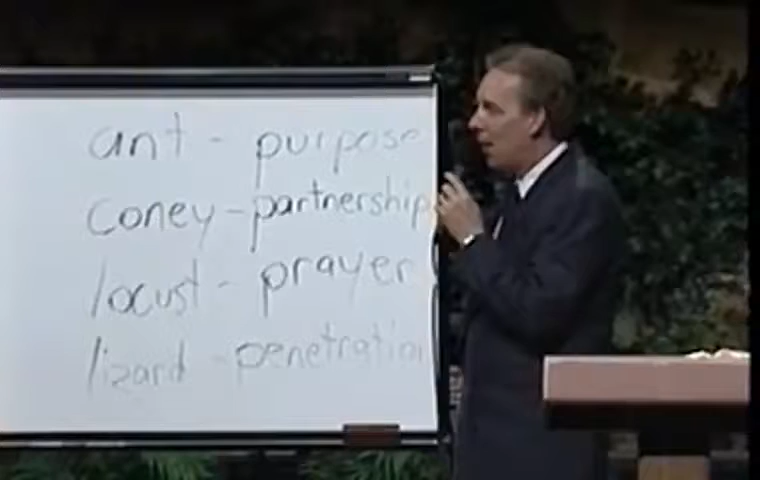 ant - purpose
coney - partnership
locust - prayer
lizard - penetration